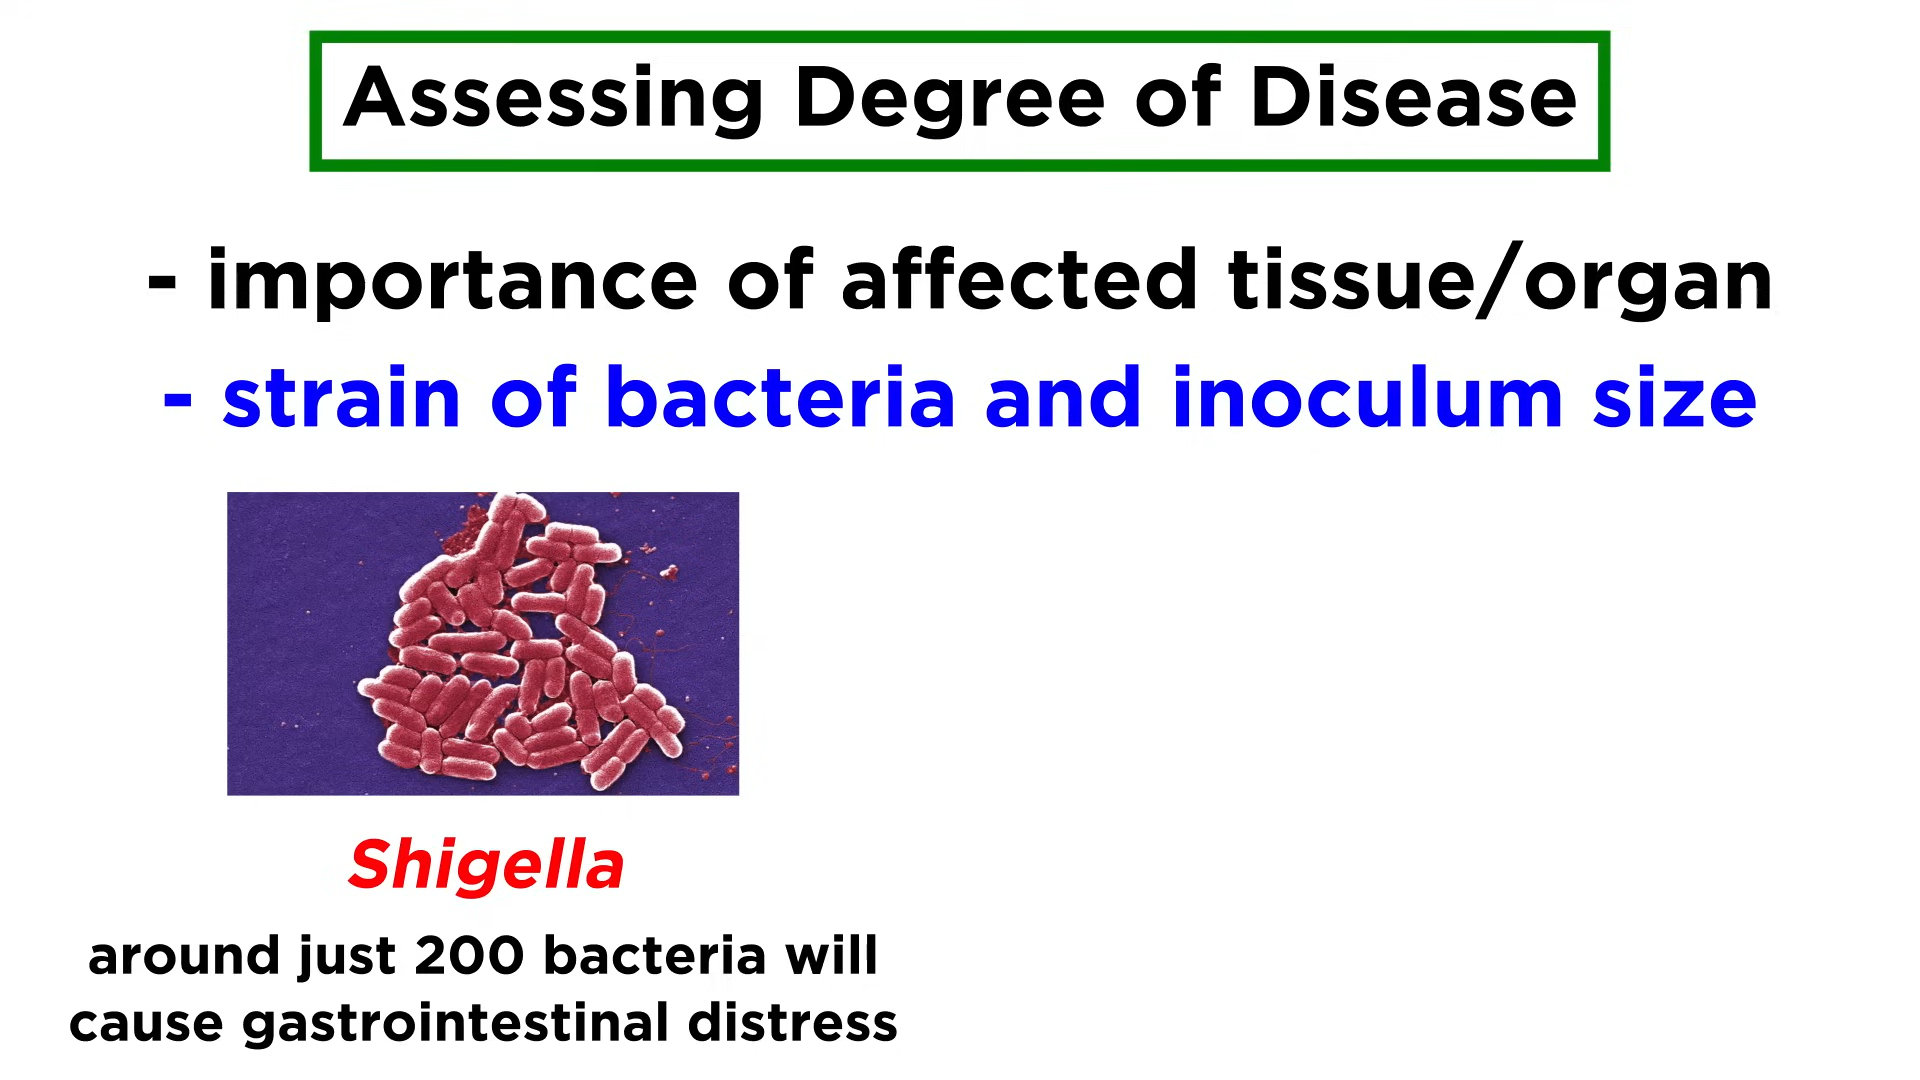 Assessing Degree of Disease
- importance of affected tissue/organ
- strain of bacteria and inoculum size
Shigella
around just 200 bacteria will
cause gastrointestinal distress